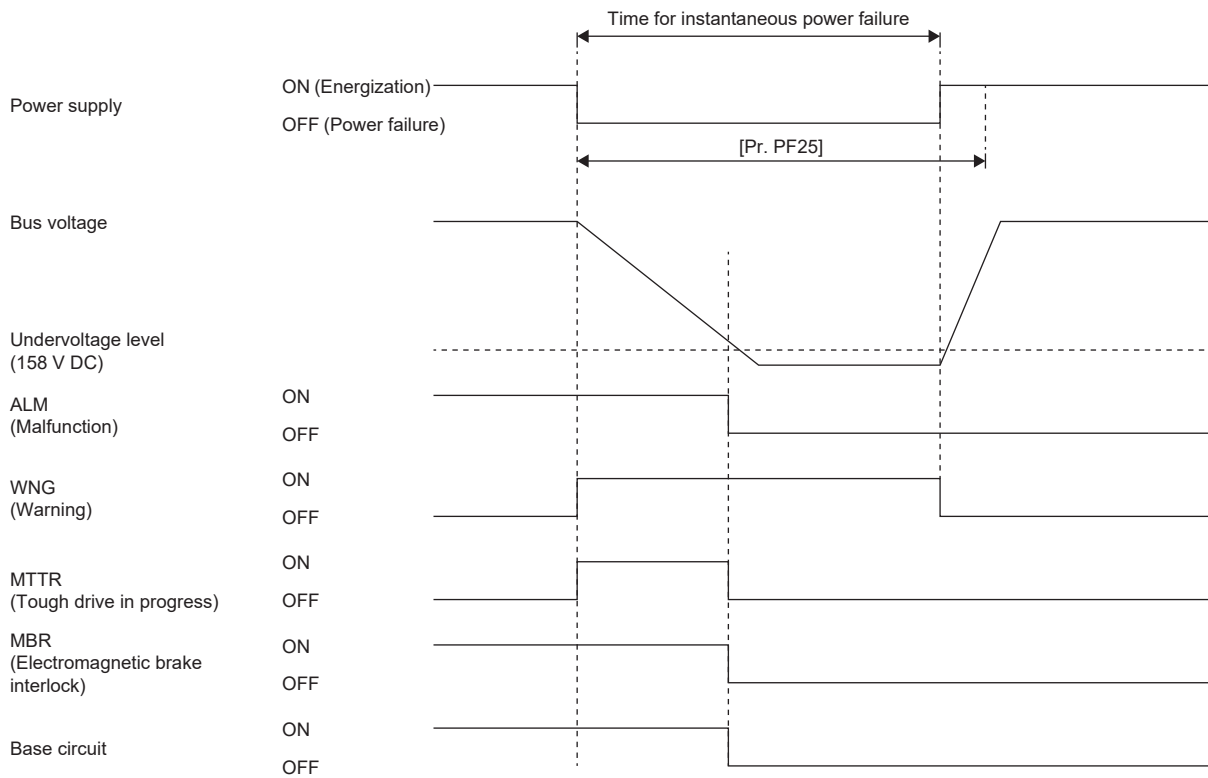 Time for instantaneous power failure
Power supply
ON (Energization)
OFF (Power failure)
[Pr. PF25]
Bus voltage
Undervoltage level
(158 V DC)
ALM
(Malfunction)
ON
OFF
WNG
(Warning)
ON
OFF
MTTR
(Tough drive in progress)
ON
OFF
MBR
(Electromagnetic brake
interlock)
ON
OFF
Base circuit
ON
OFF